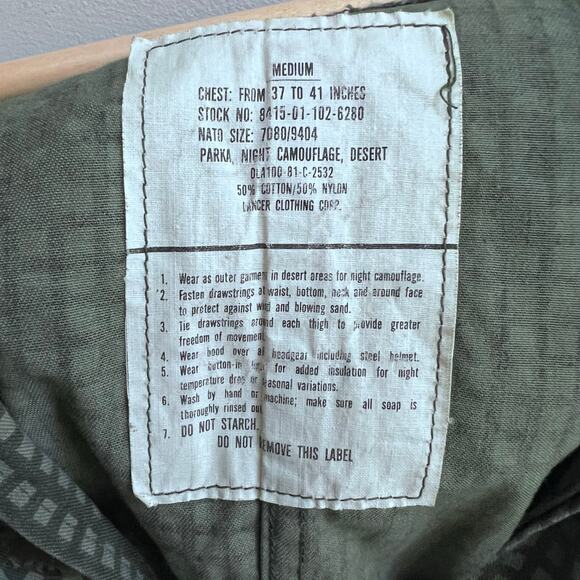 MEDIUM
CHEST: FROM 37 TO 41 INCHES
STOCK NO: 8415-01-102-6280
NATO SIZE: 7080/9404
PARKA, NIGHT CAMOUFLAGE, DESERT
DLA100-81-C-2532
50% COTTON/50% NYLON
LANCER CLOTHING CORP.
1. Wear as outer garment in desert areas for night camouflage.
2. Fasten drawstrings at waist, bottom, neck and around face
to protect against wind and blowing sand.
3. Tie drawstrings around each thigh to provide greater
freedom of movement.
4. Wear hood over all headgear including steel helmet.
5. Wear button-in liner for added insulation for night
temperature drop or seasonal variations.
6. Wash by hand or machine; make sure all soap is
thoroughly rinsed out
7. DO NOT STARCH.
DO NOT REMOVE THIS LABEL